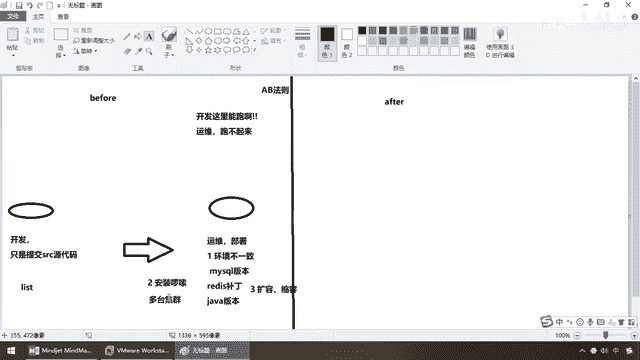 无标题 - 画图
文件
主页
查看
粘贴
剪切
复制
剪贴板
选择
裁剪
重新调整大小
旋转
图像
工具
刷子
形状
轮廓
填充
粗细
颜色 1
颜色 2
颜色
编辑颜色
使用画图 3D 进行编辑
before
AB法则
after
开发这里能跑啊!!
运维，跑不起来
开发，
只是提交src源代码
list
2 安装啰嗦
多台集群
运维，部署
1 环境不一致
mysql版本
redis补丁
java版本
3 扩容、缩容
355, 472像素
1336 × 595像素
100%
Mindjet MindMa...
VMware Worksta...
无标题 - 画图
中